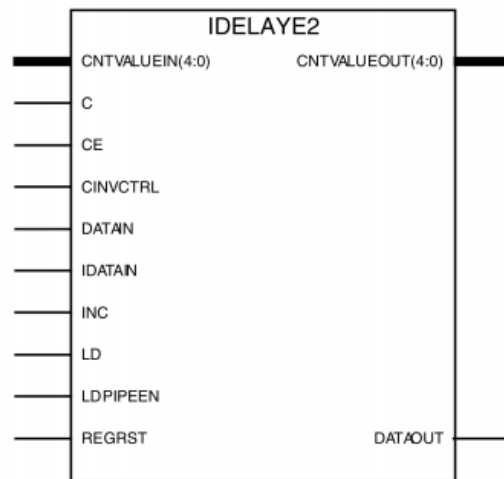 IDELAYE2
CNTVALUEIN(4:0) CNTVALUEOUT(4:0)
C
CE
CINVCTRL
DATAIN
IDATAIN
INC
LD
LDPIPEEN
REGRST DATAOUT